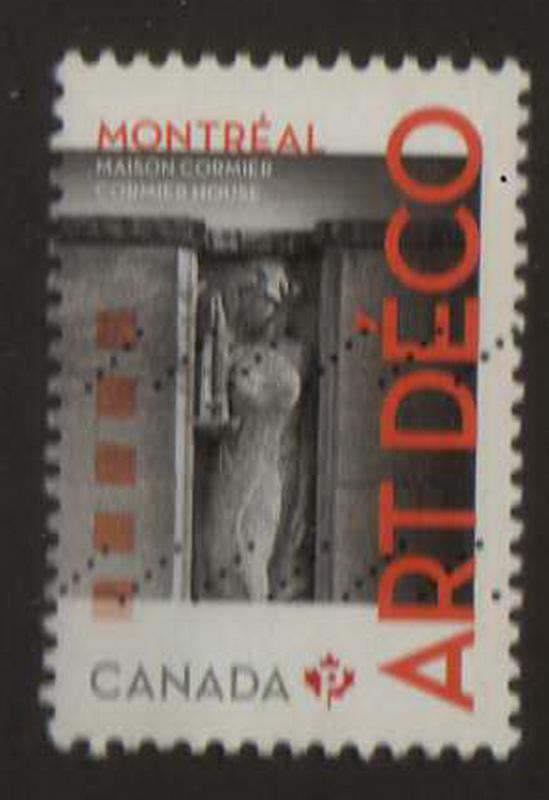 MONTRÉAL
MAISON CORMIER
CORMIER HOUSE
ART DÉCO
CANADA P